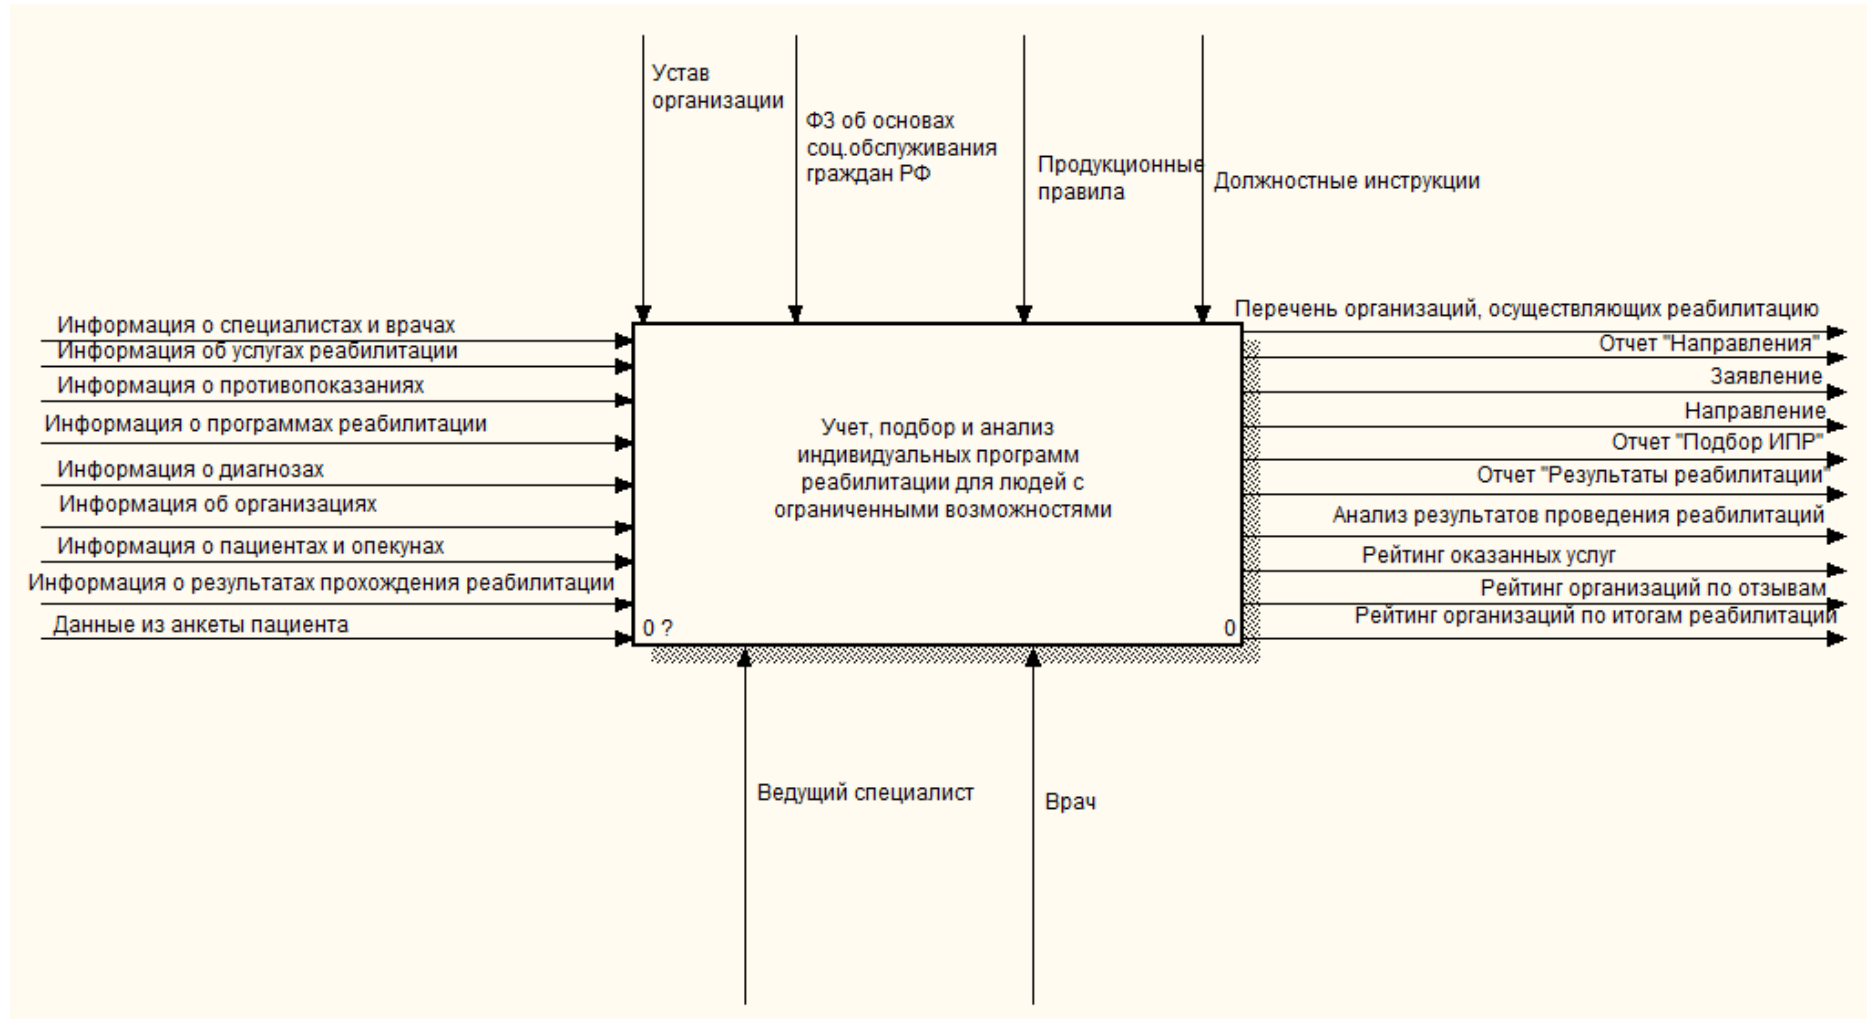 Устав
организации
ФЗ об основах
соц.обслуживания
граждан РФ
Продукционные
правила
Должностные инструкции
Информация о специалистах и врачах
Информация об услугах реабилитации
Информация о противопоказаниях
Информация о программах реабилитации
Информация о диагнозах
Информация об организациях
Информация о пациентах и опекунах
Информация о результатах прохождения реабилитации
Данные из анкеты пациента
Учет, подбор и анализ
индивидуальных программ
реабилитации для людей с
ограниченными возможностями
0 ?
0
Перечень организаций, осуществляющих реабилитацию
Отчет "Направления"
Заявление
Направление
Отчет "Подбор ИПР"
Отчет "Результаты реабилитации"
Анализ результатов проведения реабилитаций
Рейтинг оказанных услуг
Рейтинг организаций по отзывам
Рейтинг организаций по итогам реабилитации
Ведущий специалист
Врач